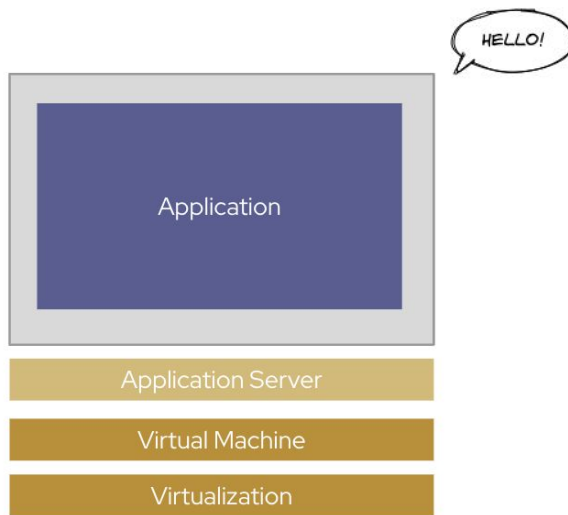 HELLO!
Application
Application Server
Virtual Machine
Virtualization